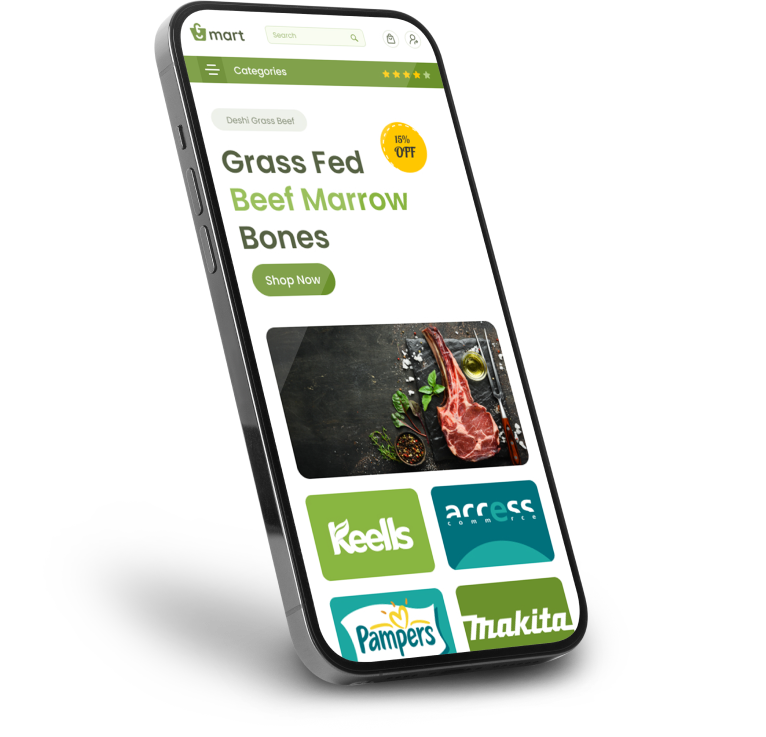 mart
Search
Categories
Deshi Grass Beef
15%
OFF
Grass Fed
Beef Marrow
Bones
Shop Now
Keells
access
commerce
Pampers
makita